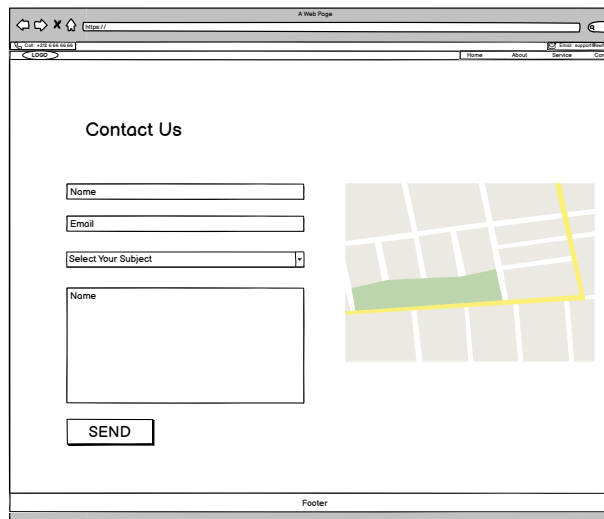 A Web Page
https://
Call: +212 6 66 66 66
Email: support@
LOGO
Home About Service
Contact Us
Name
Email
Select Your Subject
Name
SEND
Footer